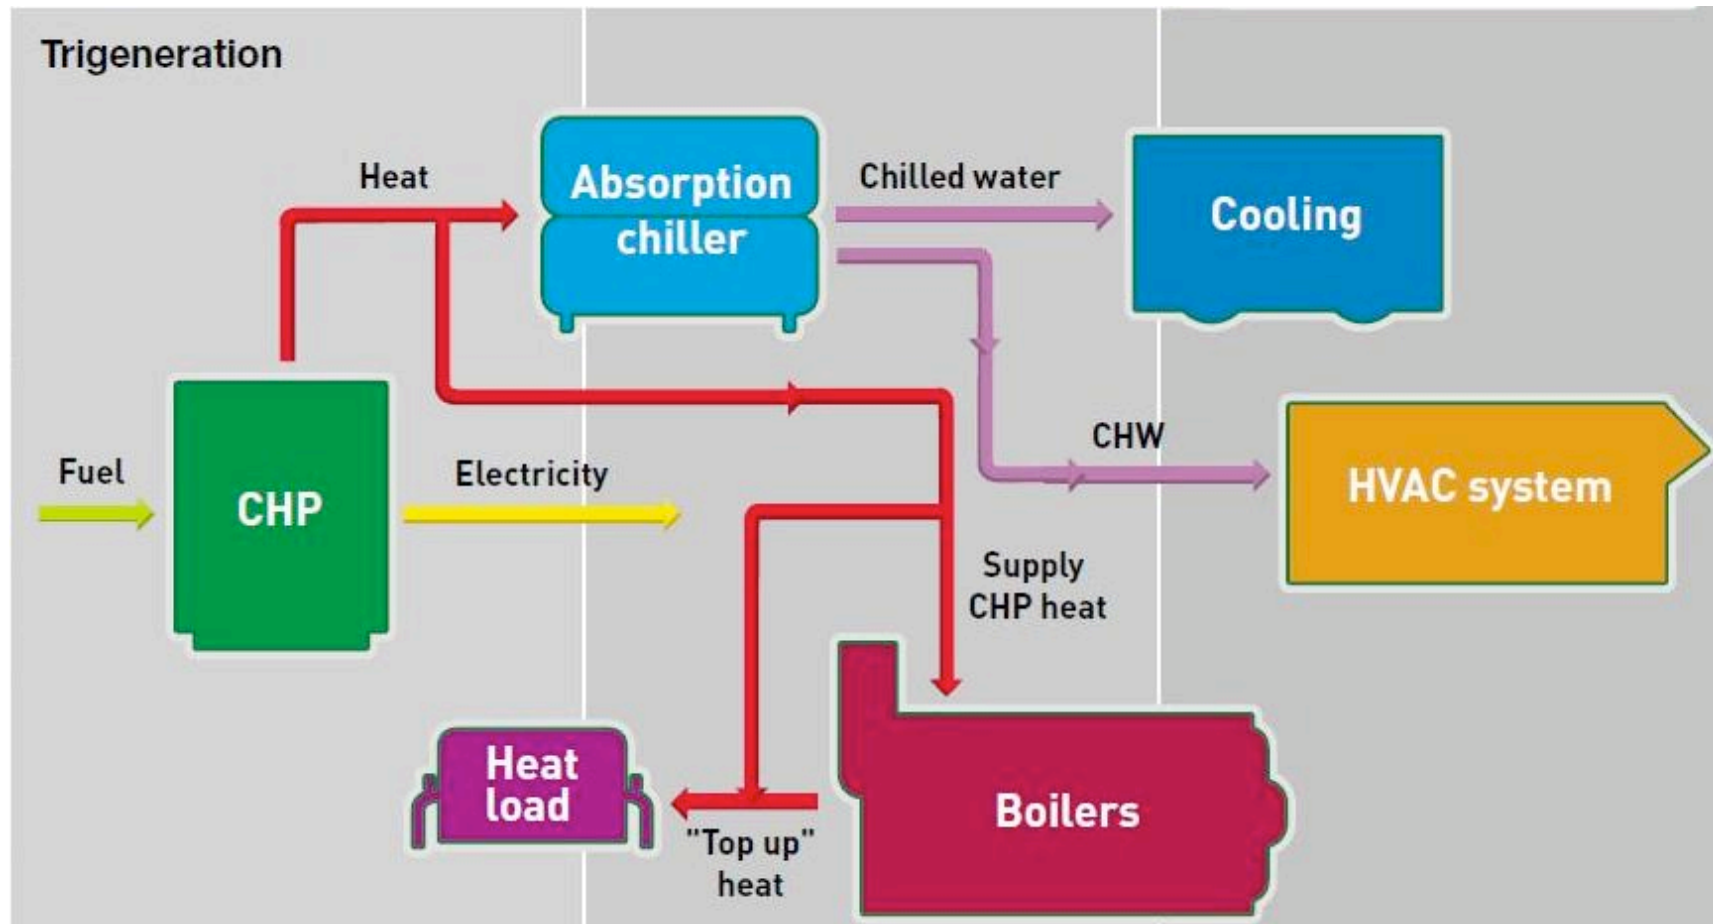 Trigeneration
Heat
Absorption
chiller
Chilled water
Cooling
Fuel
CHP
Electricity
CHW
HVAC system
Supply
CHP heat
Heat
load
"Top up"
heat
Boilers